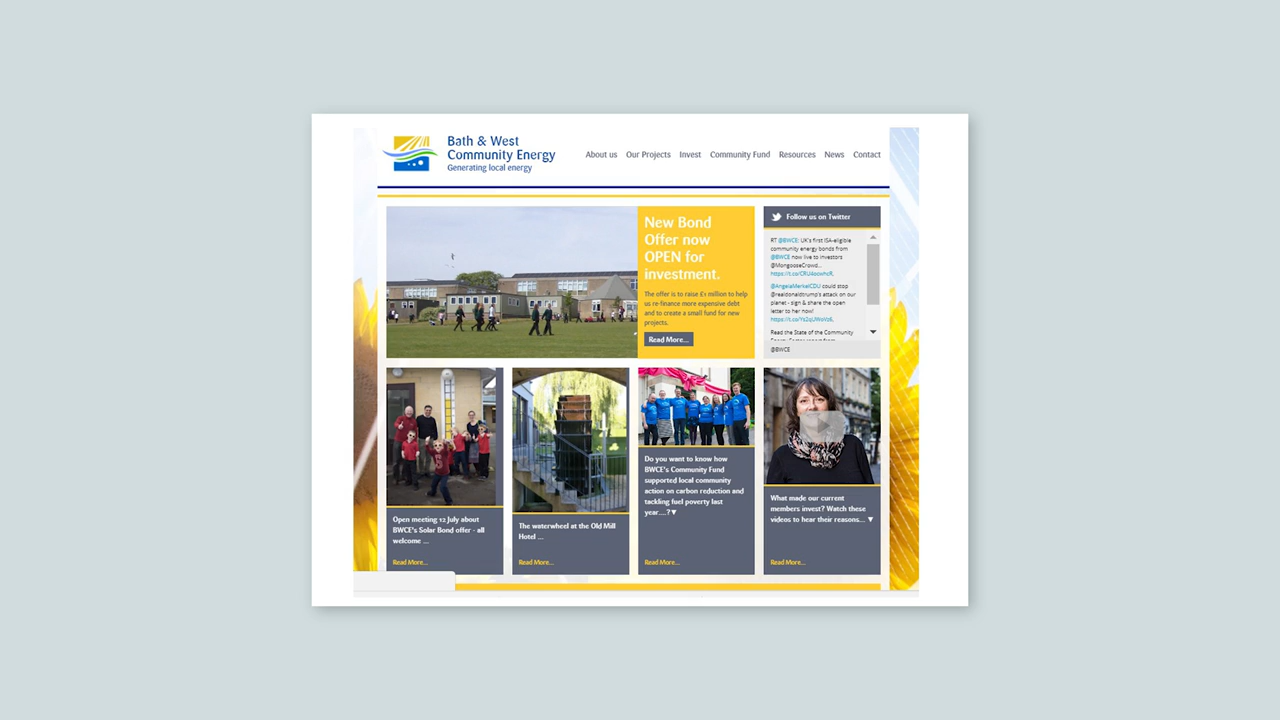 Bath & West
Community Energy
Generating local energy
About us Our Projects Invest Community Fund Resources News Contact
New Bond
Offer now
OPEN for
investment.
The offer is to raise £1 million to help
us re-finance more expensive debt
and to create a small fund for new
projects.
Read More...
Follow us on Twitter
RT @BWCE: UK's first ISA-eligible
community energy bonds from
@BWCE now live to investors
@MongooseCrowd...
@AngelaMerkelCDU could stop
@realdonaldtrump's attack on our
planet - sign & share the open
letter to her now!
Read the State of the Community
@BWCE
Open meeting 12 July about
BWCE's Solar Bond offer - all
welcome ...
Read More...
The waterwheel at the Old Mill
Hotel ...
Read More...
Do you want to know how
BWCE's Community Fund
supported local community
action on carbon reduction and
tackling fuel poverty last
year....?▼
Read More...
What made our current
members invest? Watch these
videos to hear their reasons... ▼
Read More...